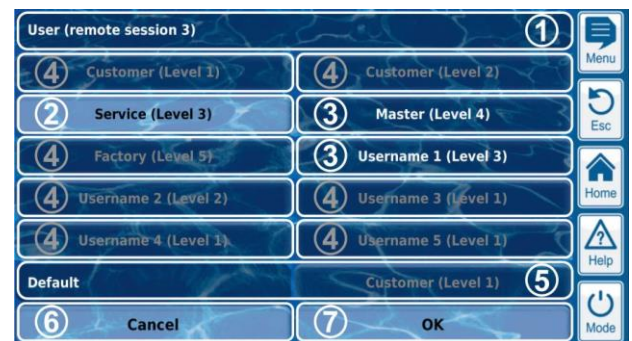 User (remote session 3) 1
Menu
4 Customer (Level 1) 4 Customer (Level 2)
2 Service (Level 3) 3 Master (Level 4)
Esc
4 Factory (Level 5) 3 Username 1 (Level 3)
Home
4 Username 2 (Level 2) 4 Username 3 (Level 1)
4 Username 4 (Level 1) 4 Username 5 (Level 1)
? Help
Default Customer (Level 1) 5
6 Cancel 7 OK
Mode